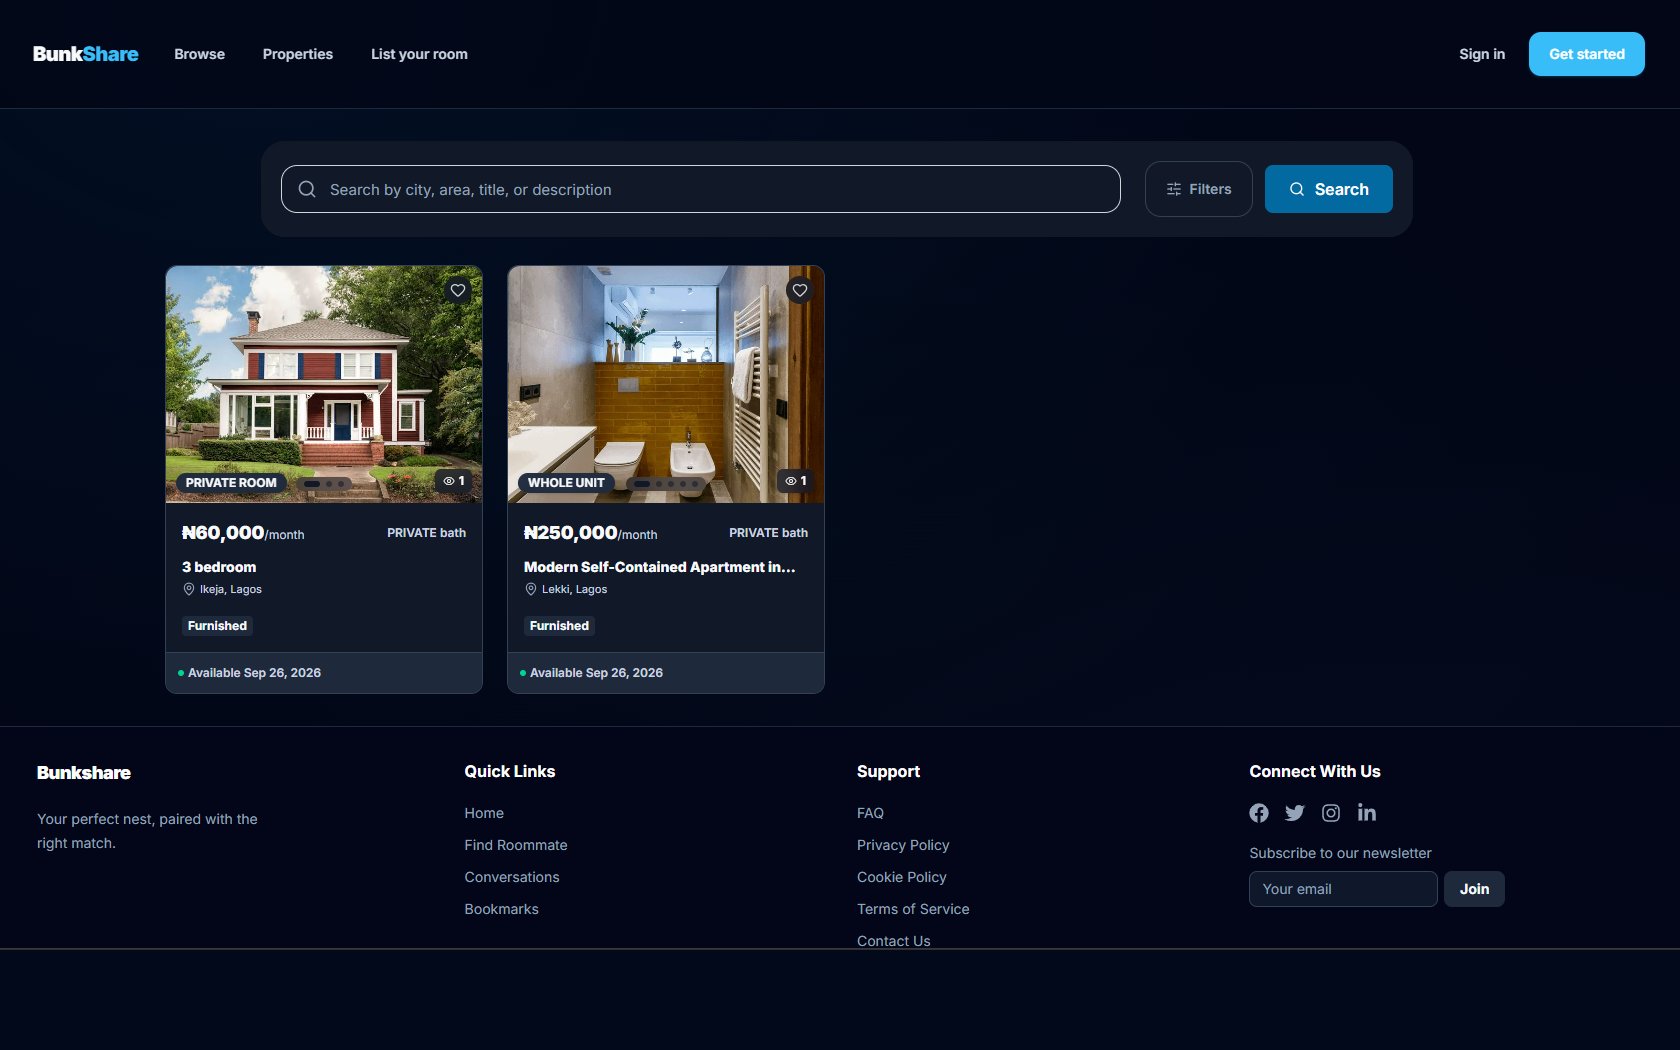 BunkShare
Browse
Properties
List your room
Sign in
Get started
Search by city, area, title, or description
Filters
Search
PRIVATE ROOM
1
₦60,000/month
PRIVATE bath
3 bedroom
Ikeja, Lagos
Furnished
Available Sep 26, 2026
WHOLE UNIT
1
₦250,000/month
PRIVATE bath
Modern Self-Contained Apartment in...
Lekki, Lagos
Furnished
Available Sep 26, 2026
Bunkshare
Your perfect nest, paired with the
right match.
Quick Links
Home
Find Roommate
Conversations
Bookmarks
Support
FAQ
Privacy Policy
Cookie Policy
Terms of Service
Contact Us
Connect With Us
Subscribe to our newsletter
Your email
Join